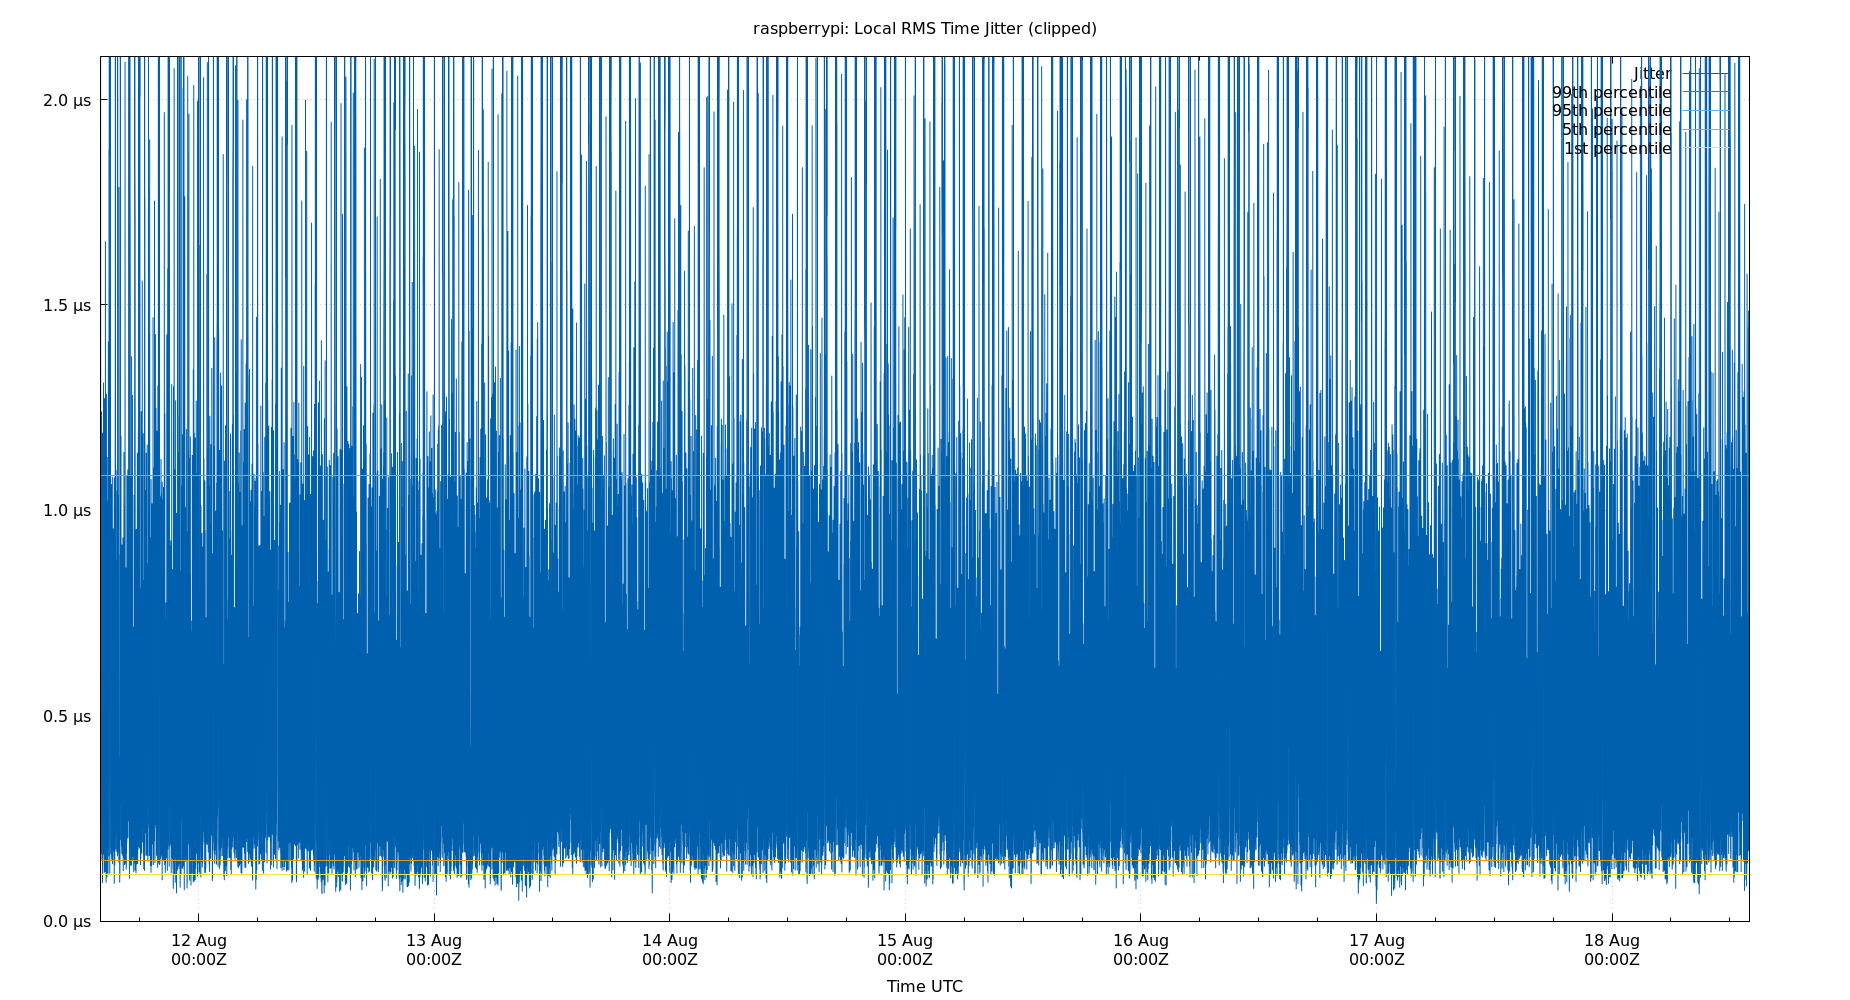 raspberrypi: Local RMS Time Jitter (clipped)
Jitter
99th percentile
95th percentile
5th percentile
1st percentile
2.0 µs
1.5 µs
1.0 µs
0.5 µs
0.0 µs
12 Aug 13 Aug 14 Aug 15 Aug 16 Aug 17 Aug 18 Aug
00:00Z 00:00Z 00:00Z 00:00Z 00:00Z 00:00Z 00:00Z
Time UTC